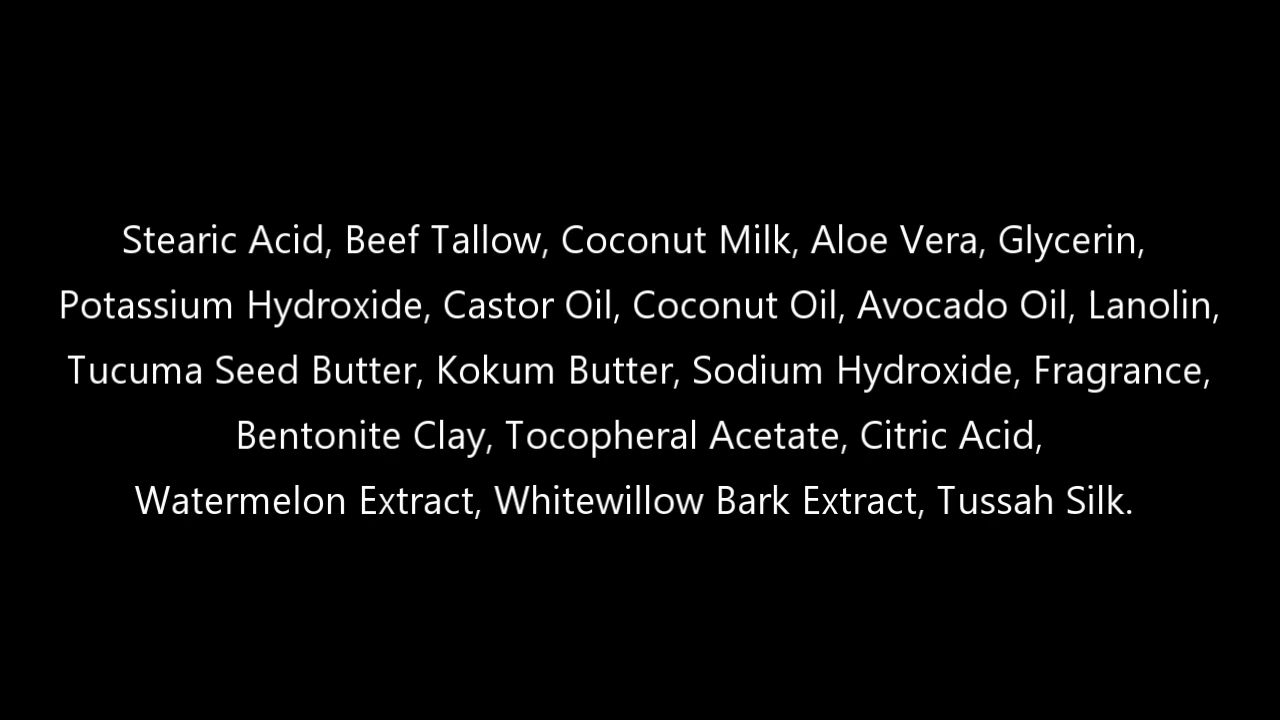 Stearic Acid, Beef Tallow, Coconut Milk, Aloe Vera, Glycerin,
Potassium Hydroxide, Castor Oil, Coconut Oil, Avocado Oil, Lanolin,
Tucuma Seed Butter, Kokum Butter, Sodium Hydroxide, Fragrance,
Bentonite Clay, Tocopheral Acetate, Citric Acid,
Watermelon Extract, Whitewillow Bark Extract, Tussah Silk.